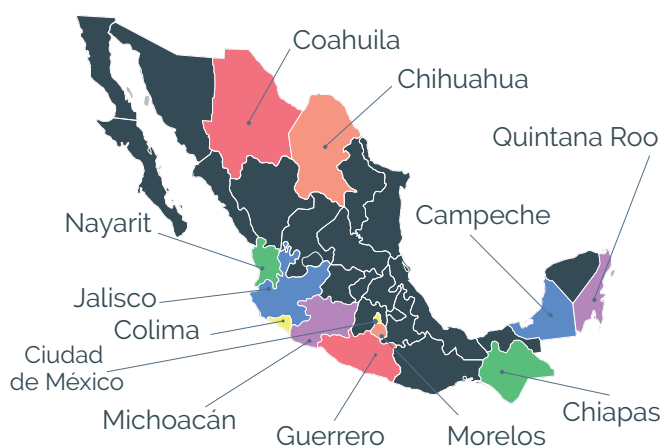 Coahuila
Chihuahua
Quintana Roo
Nayarit
Campeche
Jalisco
Colima
Ciudad
de México
Michoacán
Guerrero
Morelos
Chiapas